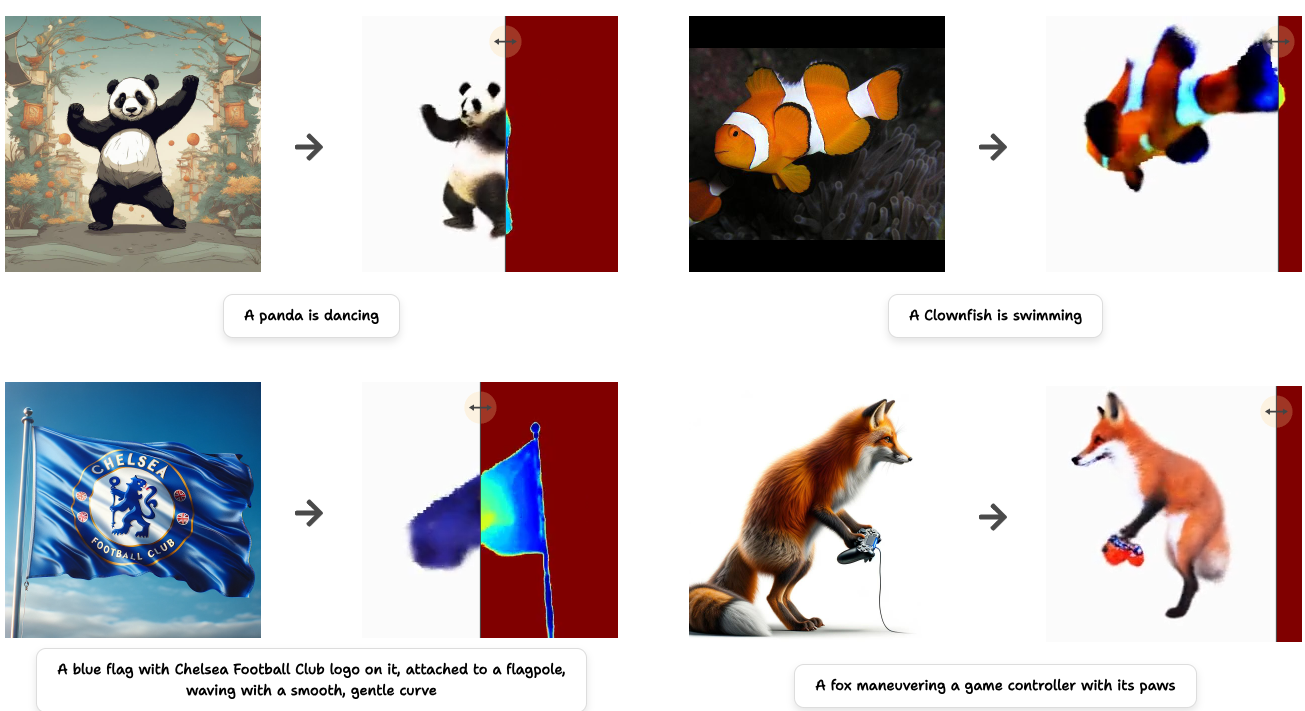 A panda is dancing
A Clownfish is swimming
CHELSEA
FOOTBALL CLUB
A blue flag with Chelsea Football Club logo on it, attached to a flagpole,
waving with a smooth, gentle curve
A fox maneuvering a game controller with its paws